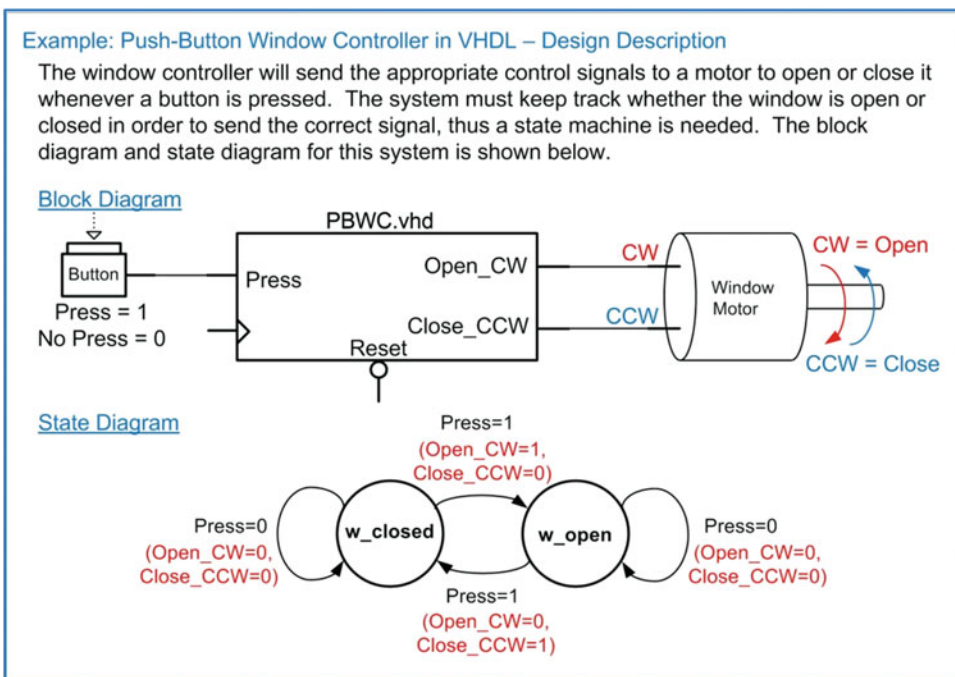 Example: Push-Button Window Controller in VHDL – Design Description
The window controller will send the appropriate control signals to a motor to open or close it
whenever a button is pressed. The system must keep track whether the window is open or
closed in order to send the correct signal, thus a state machine is needed. The block
diagram and state diagram for this system is shown below.
Block Diagram
PBWC.vhd
Button
Press = 1
No Press = 0
Press
Open_CW
Close_CCW
Reset
CW
CCW
Window
Motor
CW = Open
CCW = Close
State Diagram
Press=1
(Open_CW=1,
Close_CCW=0)
Press=0
(Open_CW=0,
Close_CCW=0)
w_closed
w_open
Press=0
(Open_CW=0,
Close_CCW=0)
Press=1
(Open_CW=0,
Close_CCW=1)